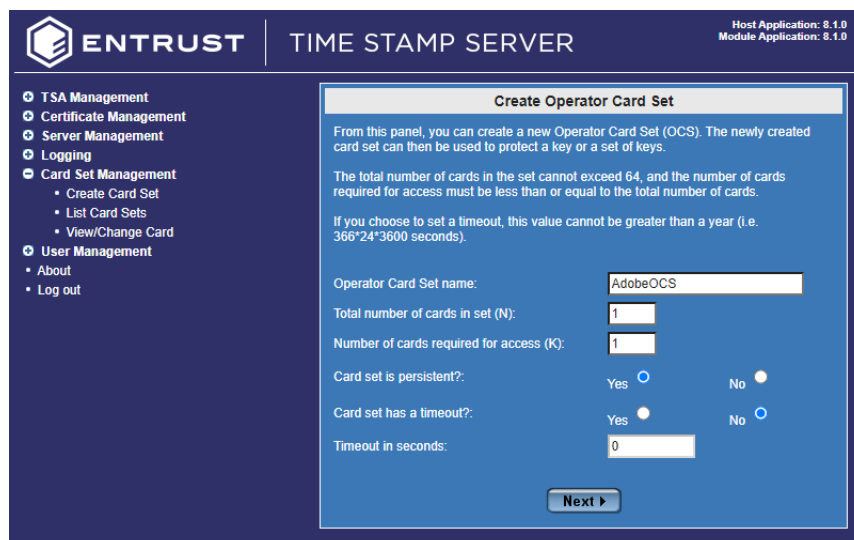 ENTRUST
TIME STAMP SERVER
Host Application: 8.1.0
Module Application: 8.1.0
TSA Management
Certificate Management
Server Management
Logging
Card Set Management
Create Card Set
List Card Sets
View/Change Card
User Management
About
Log out
Create Operator Card Set
From this panel, you can create a new Operator Card Set (OCS). The newly created
card set can then be used to protect a key or a set of keys.
The total number of cards in the set cannot exceed 64, and the number of cards
required for access must be less than or equal to the total number of cards.
If you choose to set a timeout, this value cannot be greater than a year (i.e.
366*24*3600 seconds).
Operator Card Set name: AdobeOCS
Total number of cards in set (N): 1
Number of cards required for access (K): 1
Card set is persistent?: Yes No
Card set has a timeout?: Yes No
Timeout in seconds: 0
Next